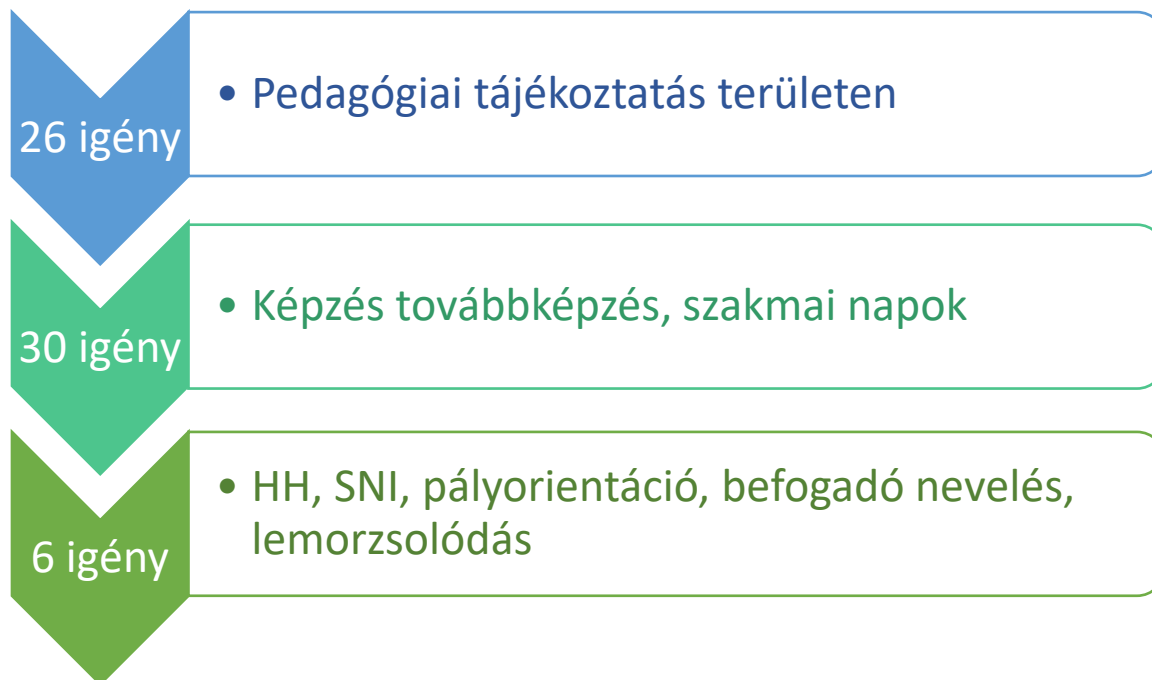 26 igény
• Pedagógiai tájékoztatás területen
30 igény
• Képzés továbbképzés, szakmai napok
6 igény
• HH, SNI, pályorientáció, befogadó nevelés,
lemorzsolódás